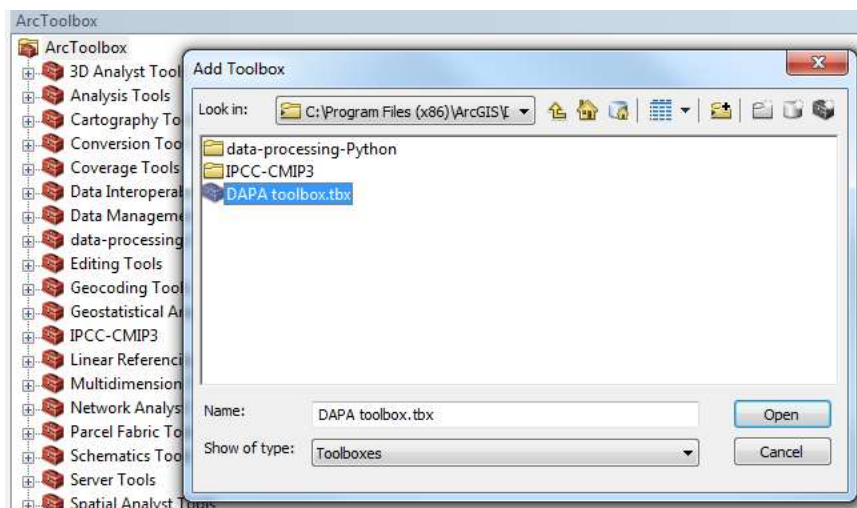 ArcToolbox
ArcToolbox
3D Analyst Tool
Analysis Tools
Cartography To
Conversion Too
Coverage Tools
Data Interoperal
Data Manageme
data-processing
Editing Tools
Geocoding Tool
Geostatistical Ar
IPCC-CMIP3
Linear Referenci
Multidimension
Network Analys
Parcel Fabric To
Schematics Too
Server Tools
Spatial Analyst Tools
Add Toolbox
Look in: C:\Program Files (x86)\ArcGIS\
data-processing-Python
IPCC-CMIP3
DAPA toolbox.tbx
Name: DAPA toolbox.tbx Open
Show of type: Toolboxes Cancel